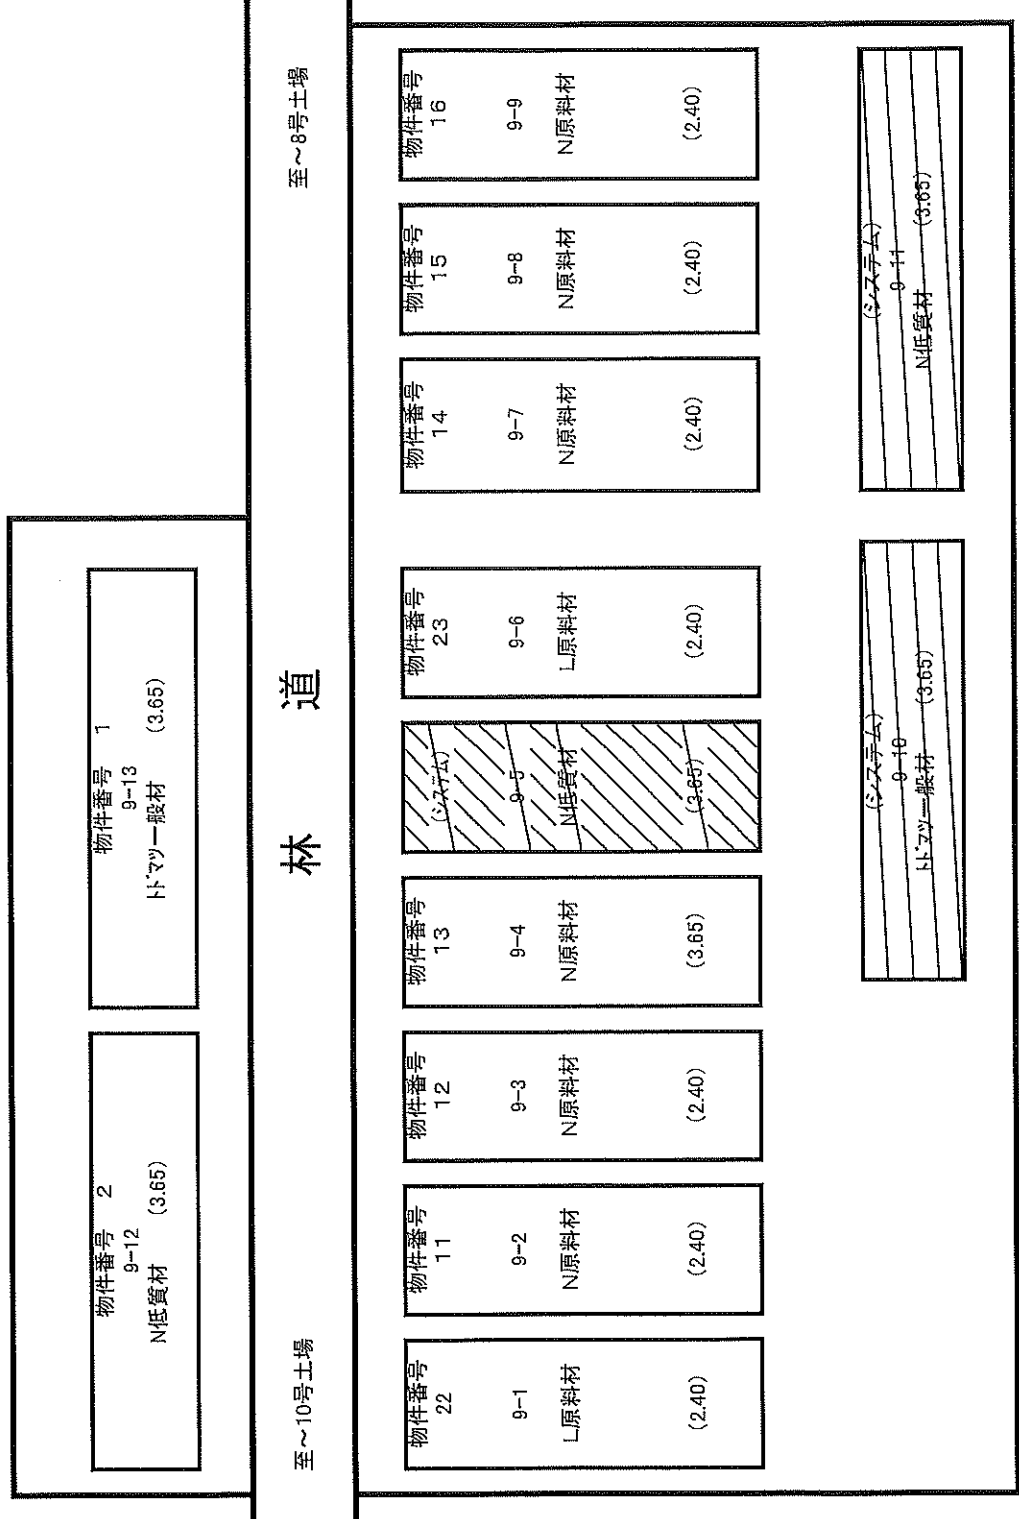 物件番号 2
9-12
N低質材 (3.65)
物件番号 1
9-13
トドマツ一般材 (3.65)
至～10号土場
林 道
至～8号土場
物件番号
22
9-1
L原料材
(2.40)
物件番号
11
9-2
N原料材
(2.40)
物件番号
12
9-3
N原料材
(2.40)
物件番号
13
9-4
N原料材
(3.65)
(システム)
9-5
N低質材
(3.65)
物件番号
23
9-6
L原料材
(2.40)
物件番号
14
9-7
N原料材
(2.40)
物件番号
15
9-8
N原料材
(2.40)
物件番号
16
9-9
N原料材
(2.40)
(システム)
9-10
トドマツ一般材 (3.65)
(システム)
9-11
N低質材 (3.65)